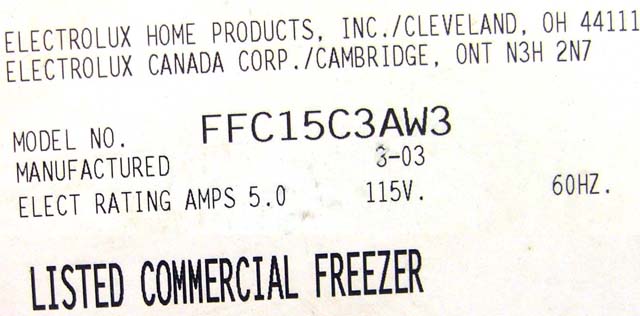 ELECTROLUX HOME PRODUCTS, INC./CLEVELAND, OH 44111
ELECTROLUX CANADA CORP./CAMBRIDGE, ONT N3H 2N7
MODEL NO. FFC15C3AW3
MANUFACTURED 3-03
ELECT RATING AMPS 5.0 115V. 60HZ.
LISTED COMMERCIAL FREEZER